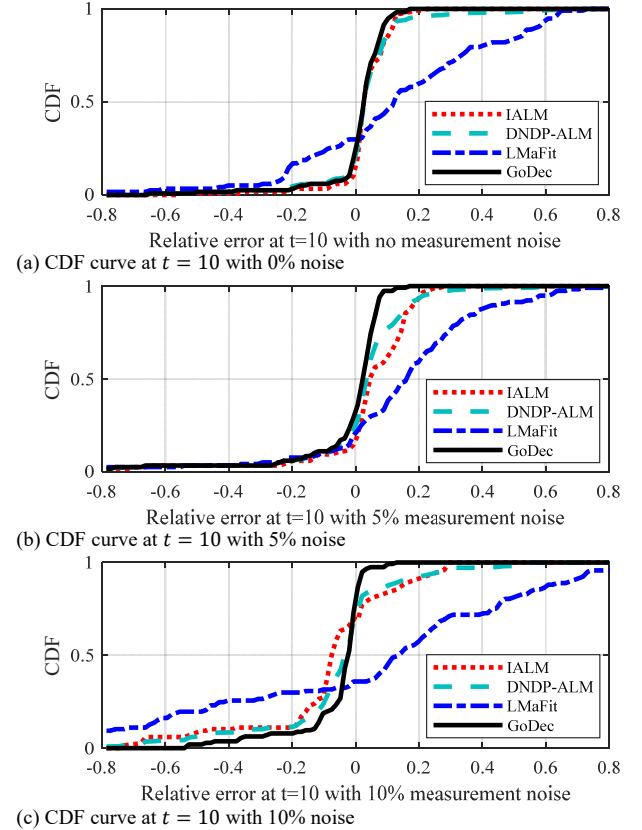 1
0.5
0
CDF
IALM
DNDP-ALM
LMaFit
GoDec
-0.8 -0.6 -0.4 -0.2 0 0.2 0.4 0.6 0.8
Relative error at t=10 with no measurement noise
(a) CDF curve at t = 10 with 0% noise
1
0.5
0
CDF
IALM
DNDP-ALM
LMaFit
GoDec
-0.8 -0.6 -0.4 -0.2 0 0.2 0.4 0.6 0.8
Relative error at t=10 with 5% measurement noise
(b) CDF curve at t = 10 with 5% noise
1
0.5
0
CDF
IALM
DNDP-ALM
LMaFit
GoDec
-0.8 -0.6 -0.4 -0.2 0 0.2 0.4 0.6 0.8
Relative error at t=10 with 10% measurement noise
(c) CDF curve at t = 10 with 10% noise